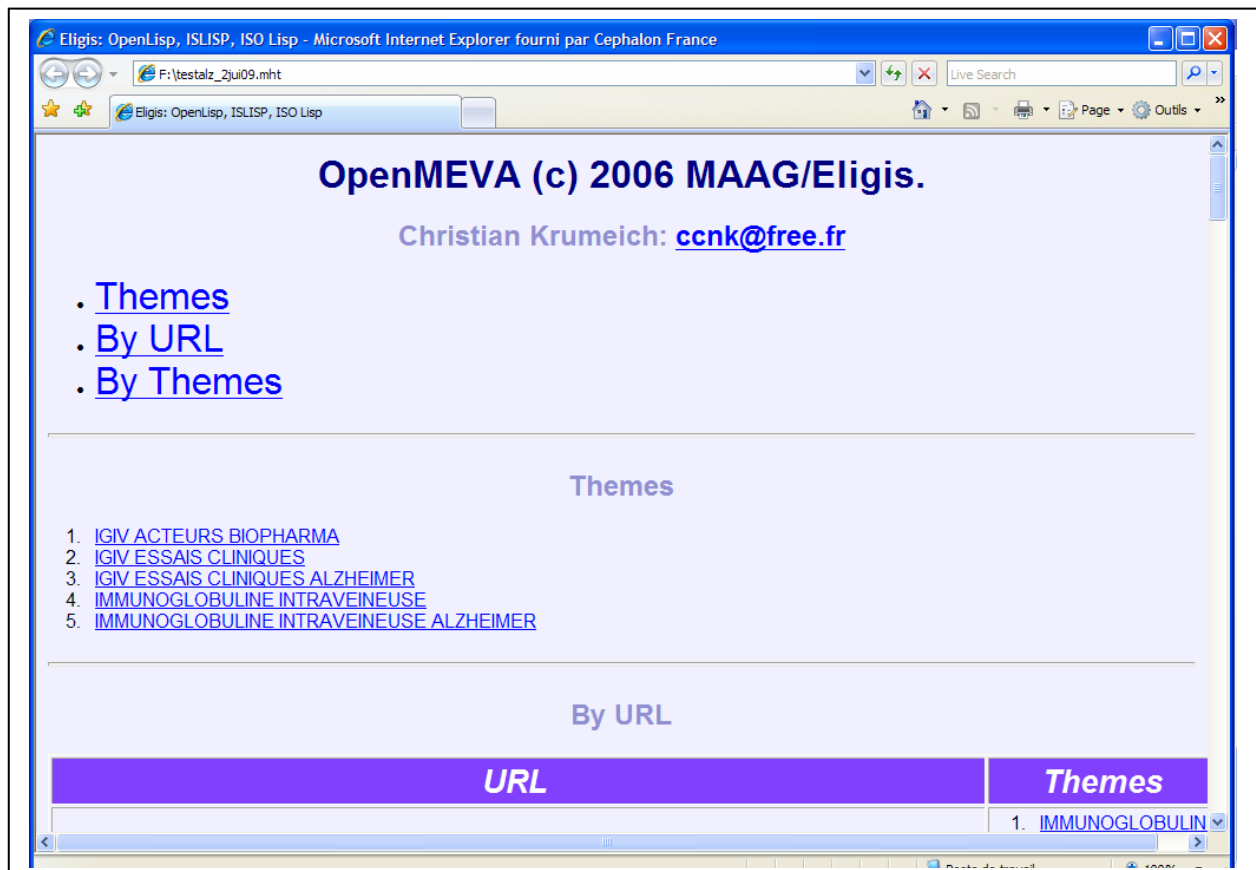 Eligis: OpenLisp, ISLISP, ISO Lisp - Microsoft Internet Explorer fourni par Cephalon France
F:\testalz_2jui09.mht
Live Search
Eligis: OpenLisp, ISLISP, ISO Lisp
Page
Outils
»
OpenMEVA (c) 2006 MAAG/Eligis.
Christian Krumeich: ccnk@free.fr
• Themes
• By URL
• By Themes
Themes
1. IGIV ACTEURS BIOPHARMA
2. IGIV ESSAIS CLINIQUES
3. IGIV ESSAIS CLINIQUES ALZHEIMER
4. IMMUNOGLOBULINE INTRAVEINEUSE
5. IMMUNOGLOBULINE INTRAVEINEUSE ALZHEIMER
By URL
URL
Themes
1. IMMUNOGLOBULIN